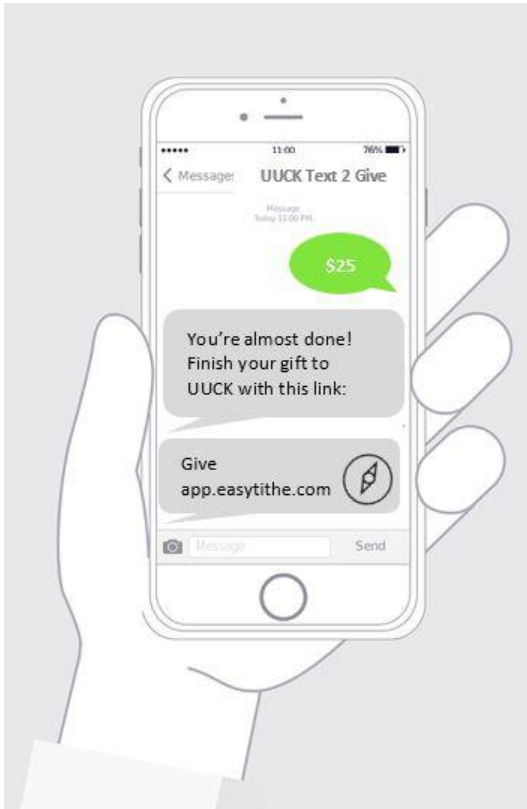 11:00 76%
Messages UUCK Text 2 Give
Message
Today 11:00 PM
$25
You're almost done!
Finish your gift to
UUCK with this link:
Give
app.easytithe.com
Message Send